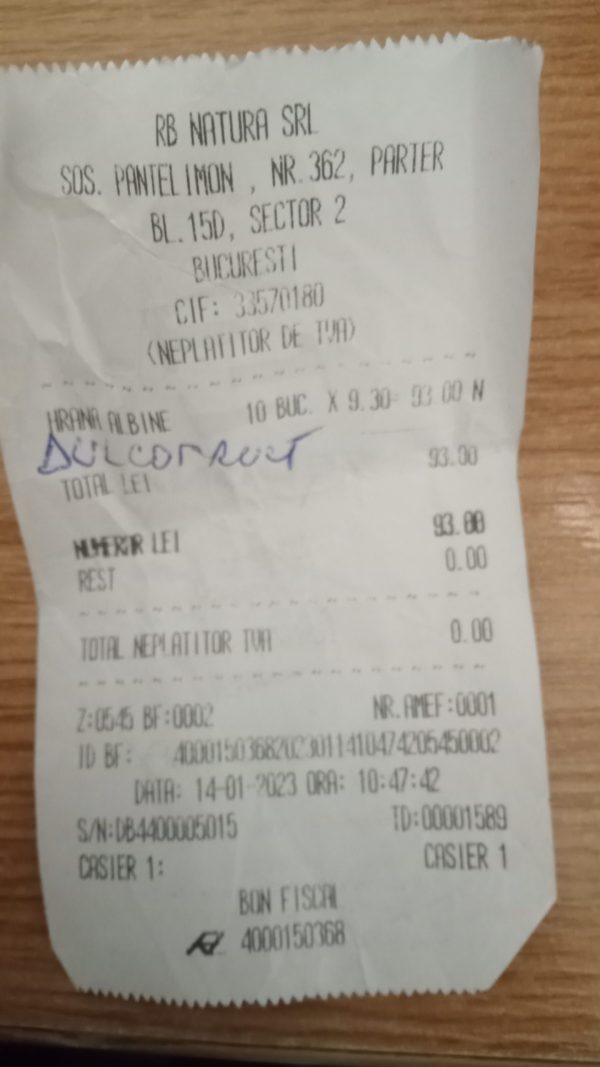 RB NATURA SRL
SOS. PANTELIMON , NR.362, PARTER
BL.15D, SECTOR 2
BUCURESTI
CIF: 33570180
(NEPLATITOR DE TVA)
HRANA ALBINE 10 BUC. X 9.30= 93.00 N
TOTAL LEI 93.00
NUMERAR LEI 93.00
REST 0.00
TOTAL NEPLATITOR TVA 0.00
Z:0545 BF:0002 NR.AMEF:0001
ID BF: 40001503682023011410474205450002
DATA: 14-01-2023 ORA: 10:47:42
S/N:DB4400005015 TD:00001589
CASIER 1: CASIER 1
BON FISCAL
4000150368